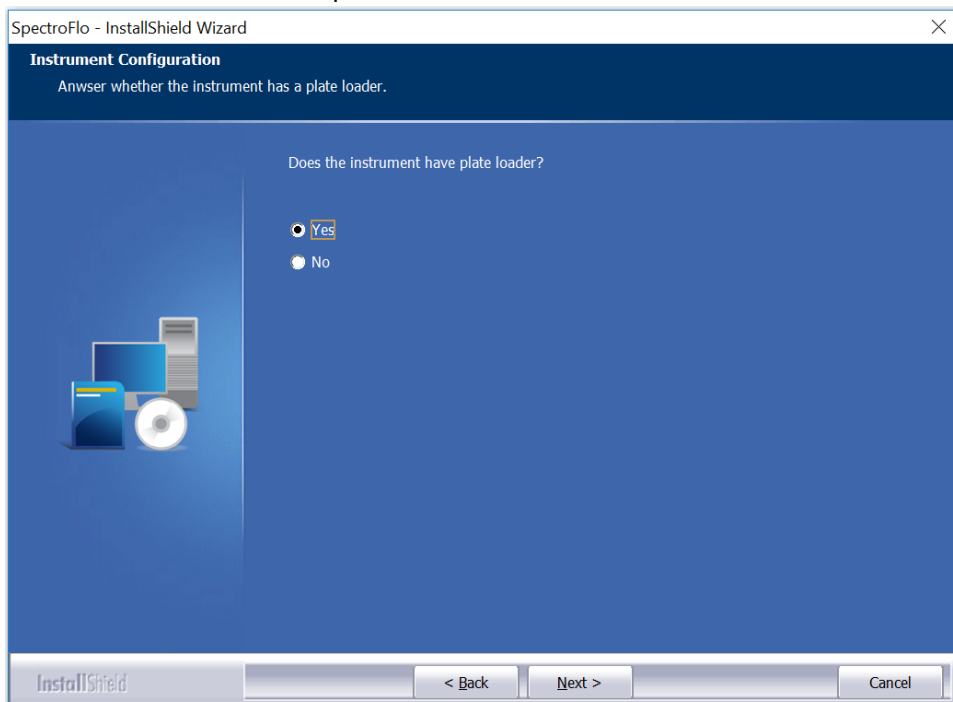 SpectroFlo - InstallShield Wizard
Instrument Configuration
Anwser whether the instrument has a plate loader.
Does the instrument have plate loader?
Yes
No
InstallShield
< Back
Next >
Cancel